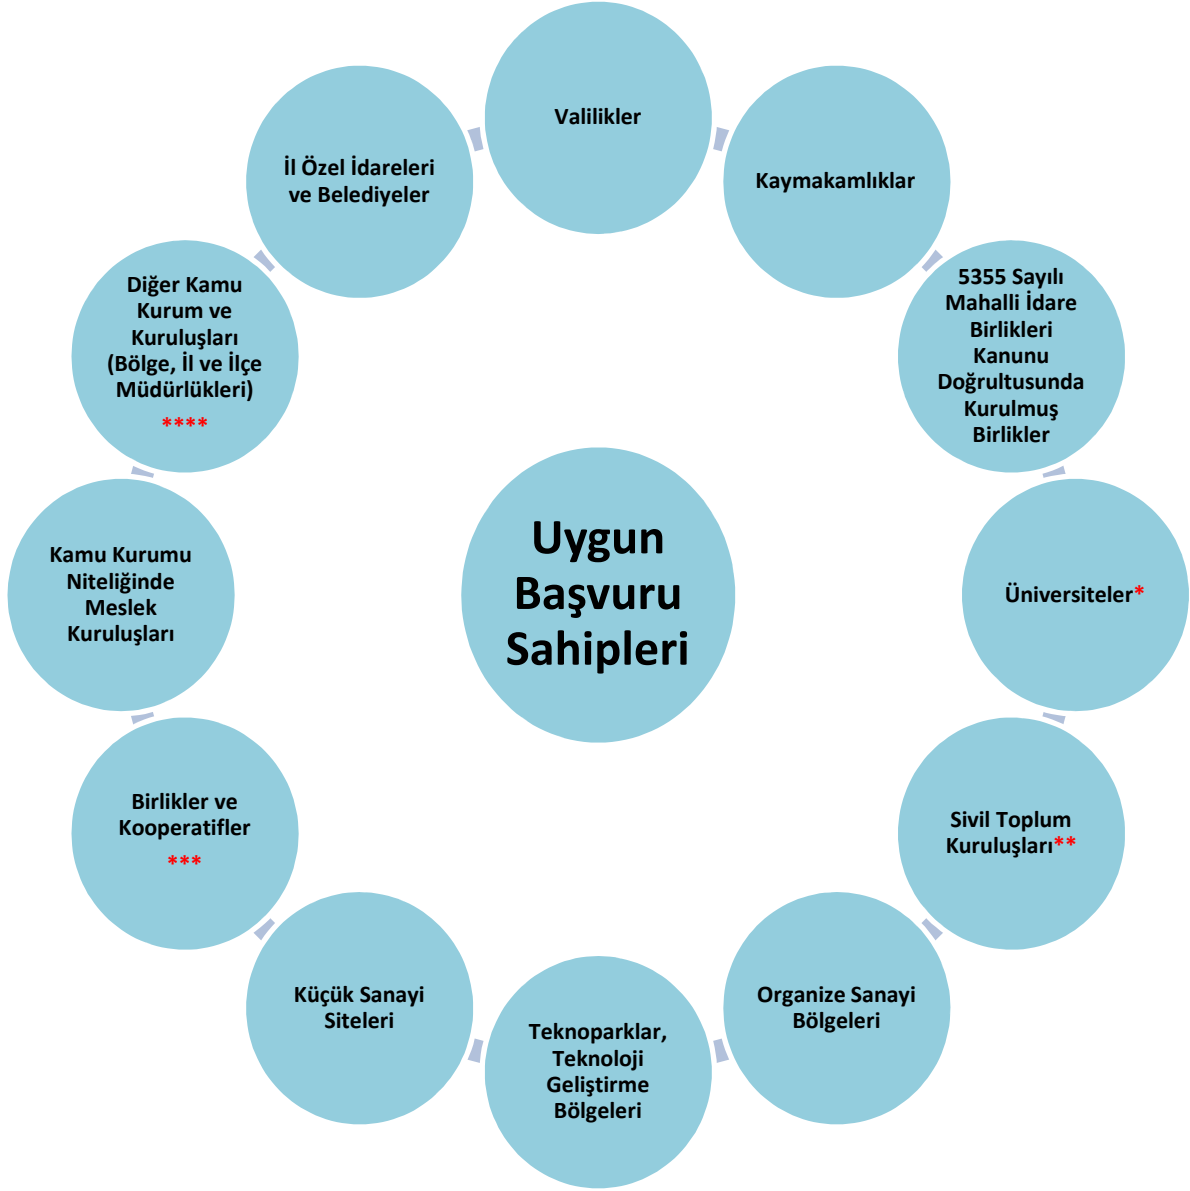 Valilikler
Kaymakamlıklar
5355 Sayılı
Mahalli İdare
Birlikleri
Kanunu
Doğrultusunda
Kurulmuş
Birlikler
Üniversiteler*
Sivil Toplum
Kuruluşları**
Organize Sanayi
Bölgeleri
Teknoparklar,
Teknoloji
Geliştirme
Bölgeleri
Küçük Sanayi
Siteleri
Birlikler ve
Kooperatifler
***
Kamu Kurumu
Niteliğinde
Meslek
Kuruluşları
Diğer Kamu
Kurum ve
Kuruluşları
(Bölge, İl ve İlçe
Müdürlükleri)
****
İl Özel İdareleri
ve Belediyeler
Uygun
Başvuru
Sahipleri